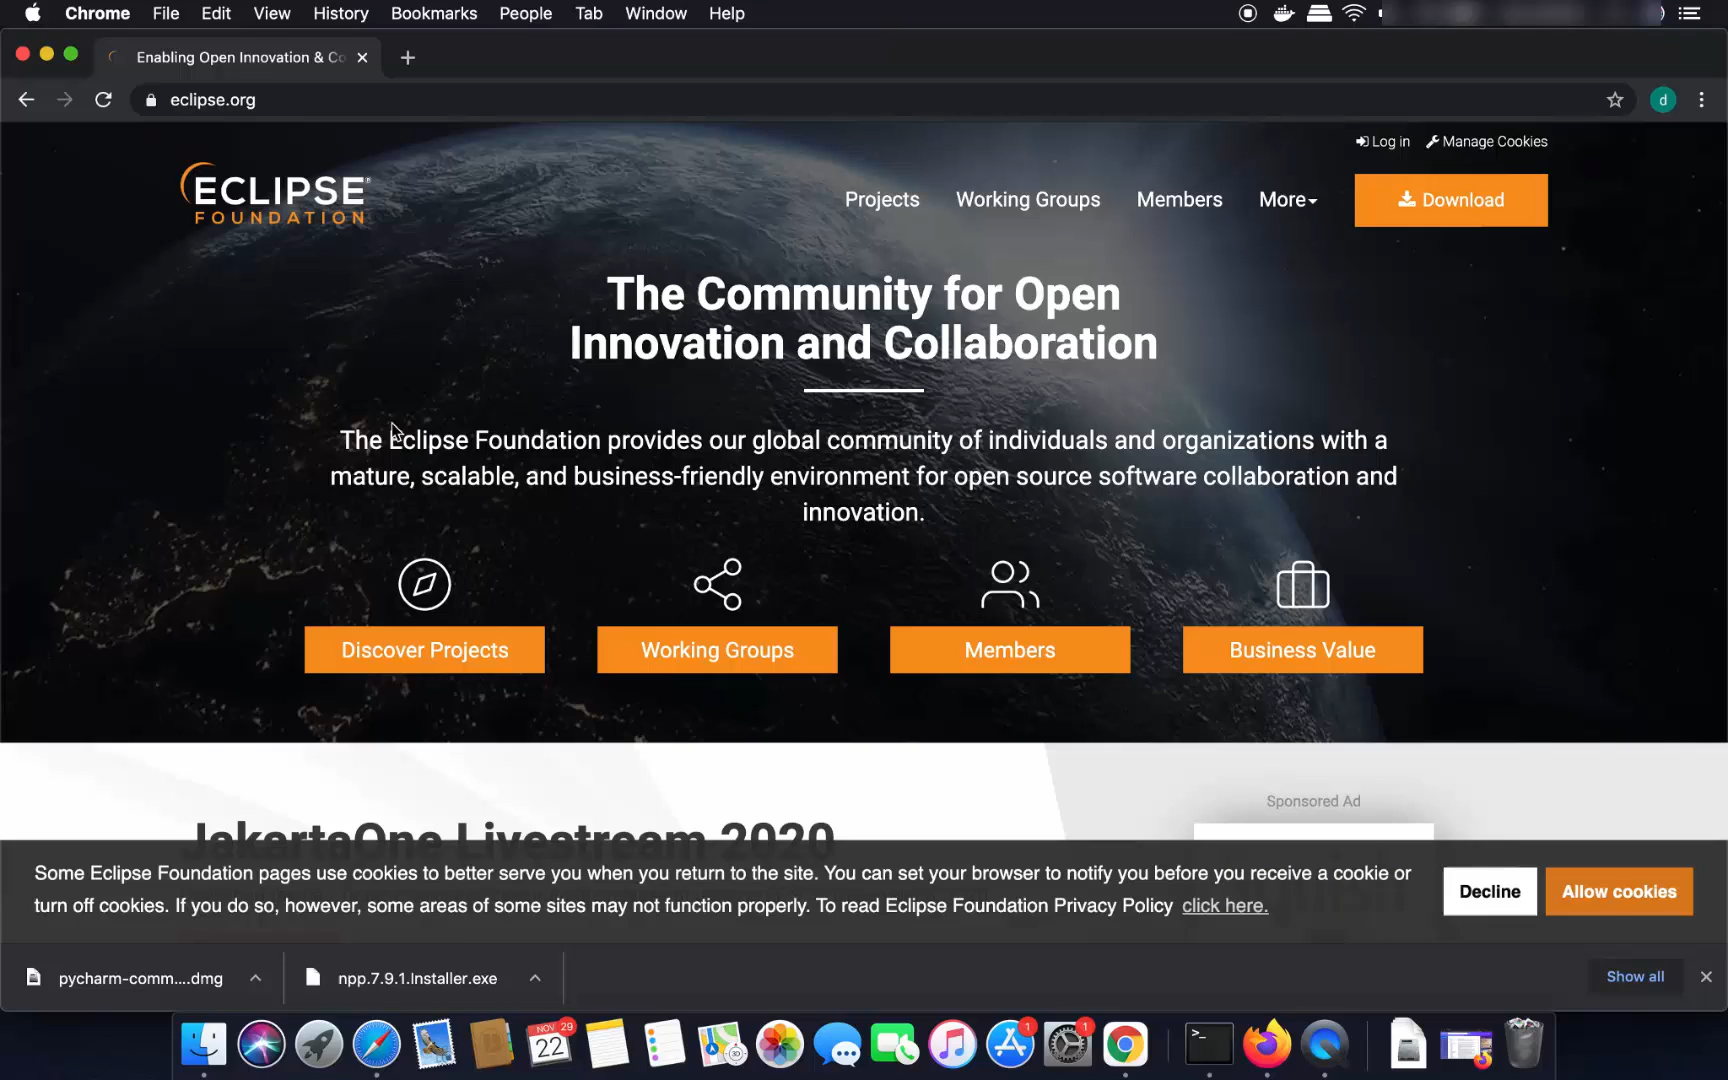 Chrome File Edit View History Bookmarks People Tab Window Help
Enabling Open Innovation & Co
eclipse.org
d
Log in Manage Cookies
ECLIPSE®
FOUNDATION
Projects Working Groups Members More Download
The Community for Open
Innovation and Collaboration
The Eclipse Foundation provides our global community of individuals and organizations with a
mature, scalable, and business-friendly environment for open source software collaboration and
innovation.
Discover Projects Working Groups Members Business Value
Sponsored Ad
JakartaOne Livestream 2020
Some Eclipse Foundation pages use cookies to better serve you when you return to the site. You can set your browser to notify you before you receive a cookie or
turn off cookies. If you do so, however, some areas of some sites may not function properly. To read Eclipse Foundation Privacy Policy click here.
Decline Allow cookies
pycharm-comm....dmg npp.7.9.1.Installer.exe Show all
NOV 29
22
3D
1
1
>_